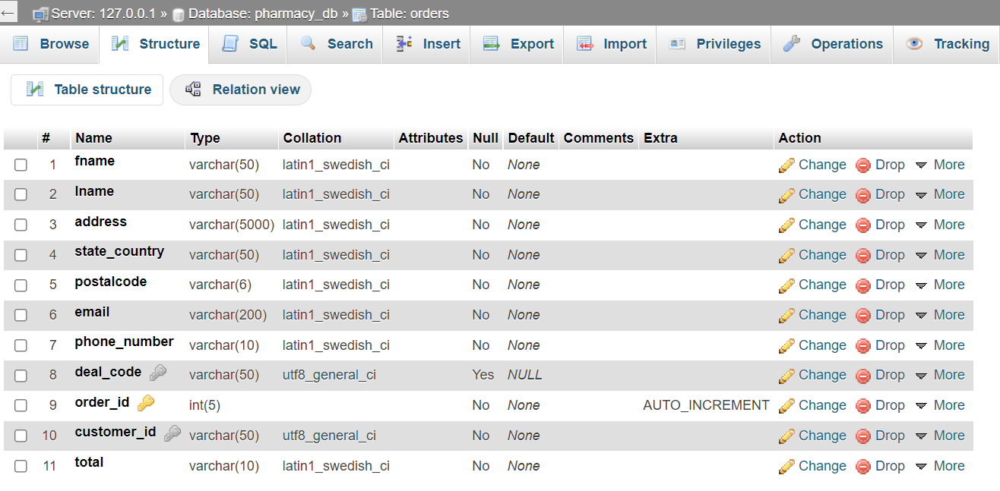 Server: 127.0.0.1 » Database: pharmacy_db » Table: orders
Browse Structure SQL Search Insert Export Import Privileges Operations Tracking
Table structure Relation view
# Name Type Collation Attributes Null Default Comments Extra Action
1 fname varchar(50) latin1_swedish_ci No None Change Drop More
2 lname varchar(50) latin1_swedish_ci No None Change Drop More
3 address varchar(5000) latin1_swedish_ci No None Change Drop More
4 state_country varchar(50) latin1_swedish_ci No None Change Drop More
5 postalcode varchar(6) latin1_swedish_ci No None Change Drop More
6 email varchar(200) latin1_swedish_ci No None Change Drop More
7 phone_number varchar(10) latin1_swedish_ci No None Change Drop More
8 deal_code varchar(50) utf8_general_ci Yes NULL Change Drop More
9 order_id int(5) No None AUTO_INCREMENT Change Drop More
10 customer_id varchar(50) utf8_general_ci No None Change Drop More
11 total varchar(10) latin1_swedish_ci No None Change Drop More